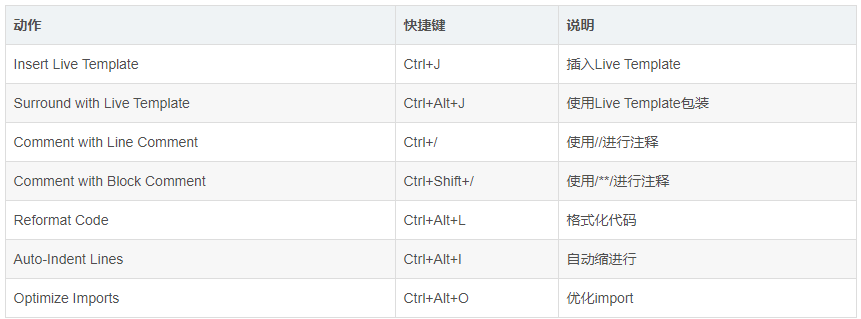 动作 快捷键 说明
Insert Live Template Ctrl+J 插入Live Template
Surround with Live Template Ctrl+Alt+J 使用Live Template包装
Comment with Line Comment Ctrl+/ 使用//进行注释
Comment with Block Comment Ctrl+Shift+/ 使用/**/进行注释
Reformat Code Ctrl+Alt+L 格式化代码
Auto-Indent Lines Ctrl+Alt+I 自动缩进行
Optimize Imports Ctrl+Alt+O 优化import